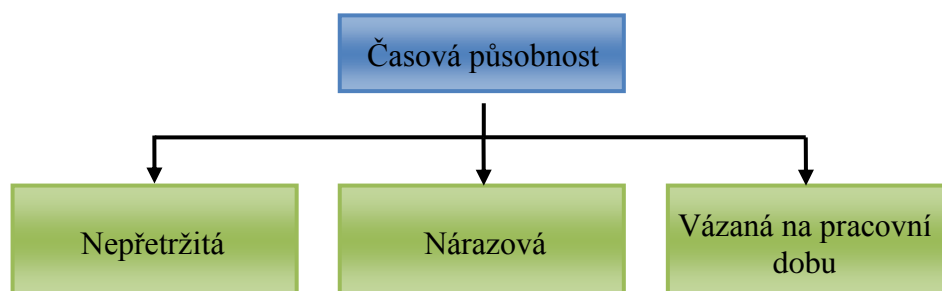 Časová působnost
Nepřetržitá
Nárazová
Vázaná na pracovní
dobu